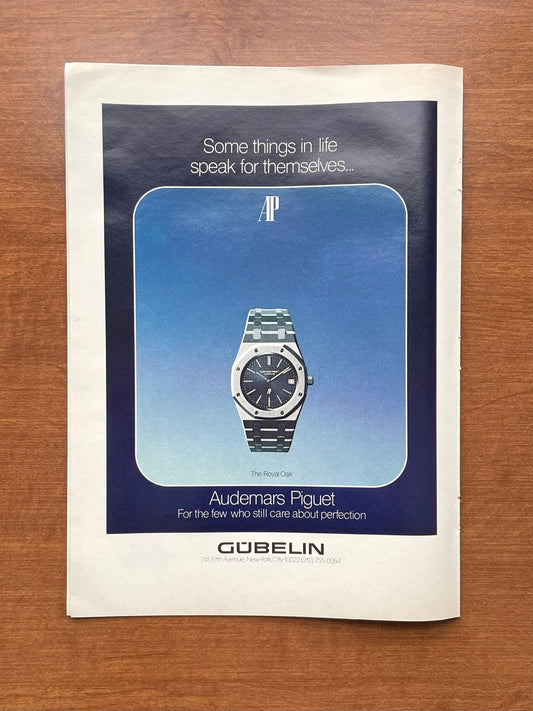 Some things in life
speak for themselves...
AP
The Royal Oak
Audemars Piguet
For the few who still care about perfection
GÜBELIN
745 Fifth Avenue, New York City 10022 (212) 755-0054